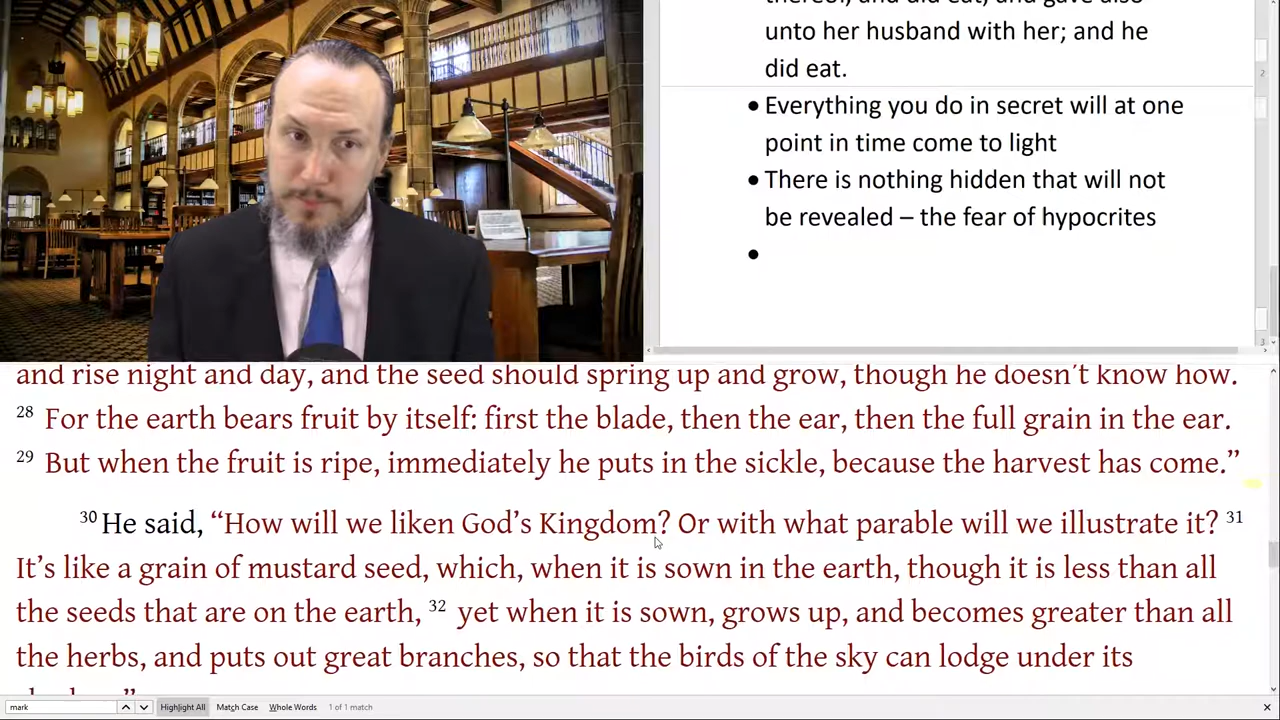 thereof, and did eat, and gave also
unto her husband with her; and he
did eat.
• Everything you do in secret will at one
point in time come to light
• There is nothing hidden that will not
be revealed – the fear of hypocrites
•
2
3
and rise night and day, and the seed should spring up and grow, though he doesn’t know how.
28 For the earth bears fruit by itself: first the blade, then the ear, then the full grain in the ear.
29 But when the fruit is ripe, immediately he puts in the sickle, because the harvest has come.”
30 He said, “How will we liken God’s Kingdom? Or with what parable will we illustrate it? 31
It’s like a grain of mustard seed, which, when it is sown in the earth, though it is less than all
the seeds that are on the earth, 32 yet when it is sown, grows up, and becomes greater than all
the herbs, and puts out great branches, so that the birds of the sky can lodge under its
mark
Highlight All
Match Case
Whole Words
1 of 1 match